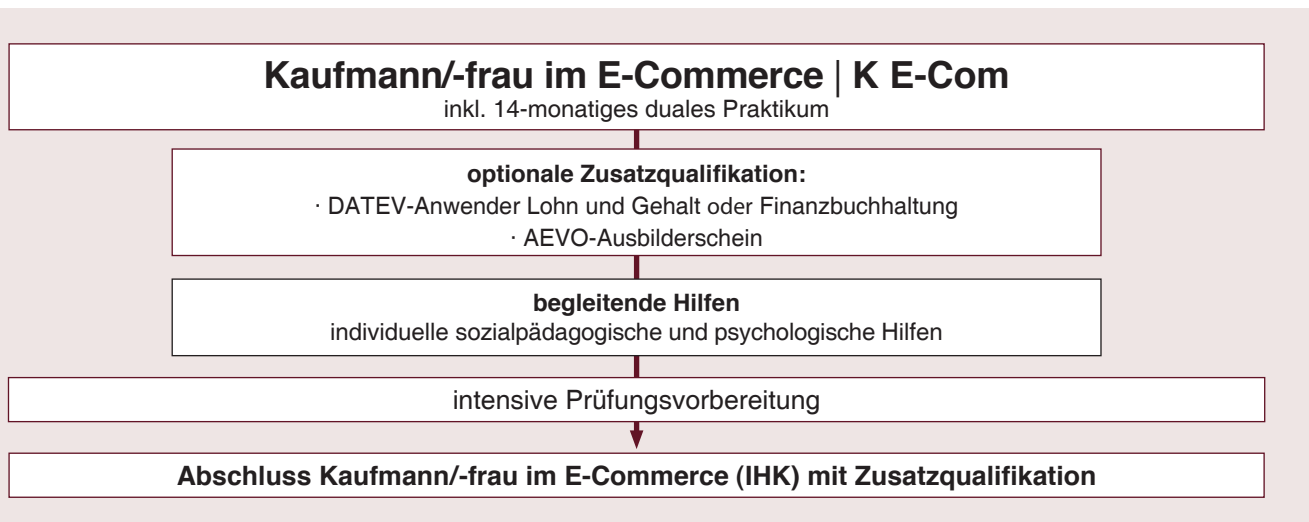 Kaufmann/-frau im E-Commerce | K E-Com
inkl. 14-monatiges duales Praktikum
optionale Zusatzqualifikation:
· DATEV-Anwender Lohn und Gehalt oder Finanzbuchhaltung
· AEVO-Ausbilderschein
begleitende Hilfen
individuelle sozialpädagogische und psychologische Hilfen
intensive Prüfungsvorbereitung
Abschluss Kaufmann/-frau im E-Commerce (IHK) mit Zusatzqualifikation